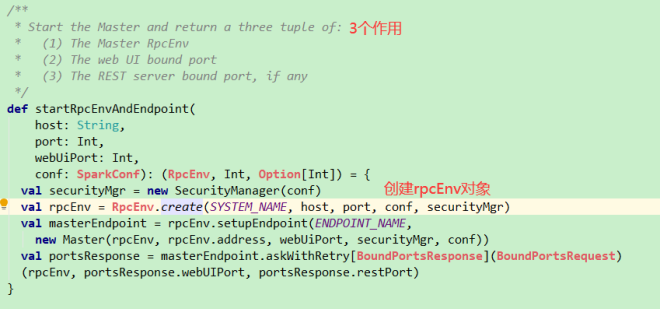 /**
 * Start the Master and return a three tuple of: 3个作用
 *   (1) The Master RpcEnv
 *   (2) The web UI bound port
 *   (3) The REST server bound port, if any
 */
def startRpcEnvAndEndpoint(
    host: String,
    port: Int,
    webUiPort: Int,
    conf: SparkConf): (RpcEnv, Int, Option[Int]) = {
  val securityMgr = new SecurityManager(conf) 创建rpcEnv对象
  val rpcEnv = RpcEnv.create(SYSTEM_NAME, host, port, conf, securityMgr)
  val masterEndpoint = rpcEnv.setupEndpoint(ENDPOINT_NAME,
    new Master(rpcEnv, rpcEnv.address, webUiPort, securityMgr, conf))
  val portsResponse = masterEndpoint.askWithRetry[BoundPortsResponse](BoundPortsRequest)
  (rpcEnv, portsResponse.webUIPort, portsResponse.restPort)
}